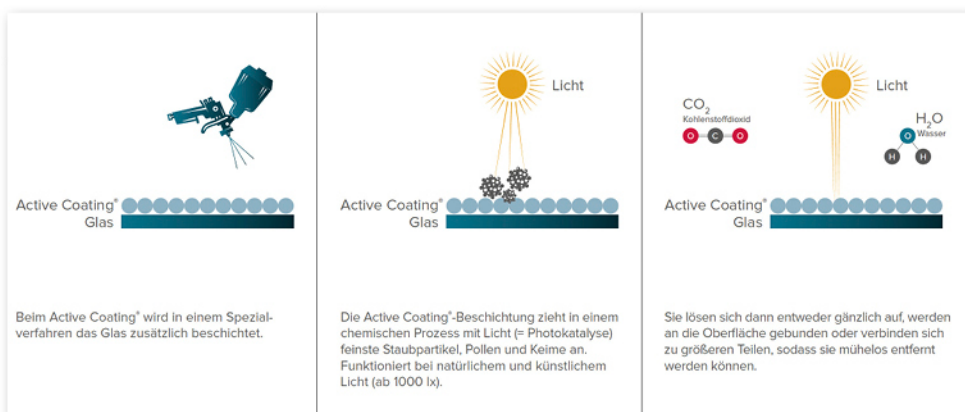 Active Coating®
Glas
Beim Active Coating® wird in einem Spezial-
verfahren das Glas zusätzlich beschichtet.
Licht
Active Coating®
Glas
Die Active Coating®-Beschichtung zieht in einem
chemischen Prozess mit Licht (= Photokatalyse)
feinste Staubpartikel, Pollen und Keime an.
Funktioniert bei natürlichem und künstlichem
Licht (ab 1000 lx).
Licht
CO₂
Kohlenstoffdioxid
O C O
H₂O
Wasser
O
H H
Active Coating®
Glas
Sie lösen sich dann entweder gänzlich auf, werden
an die Oberfläche gebunden oder verbinden sich
zu größeren Teilen, sodass sie mühelos entfernt
werden können.